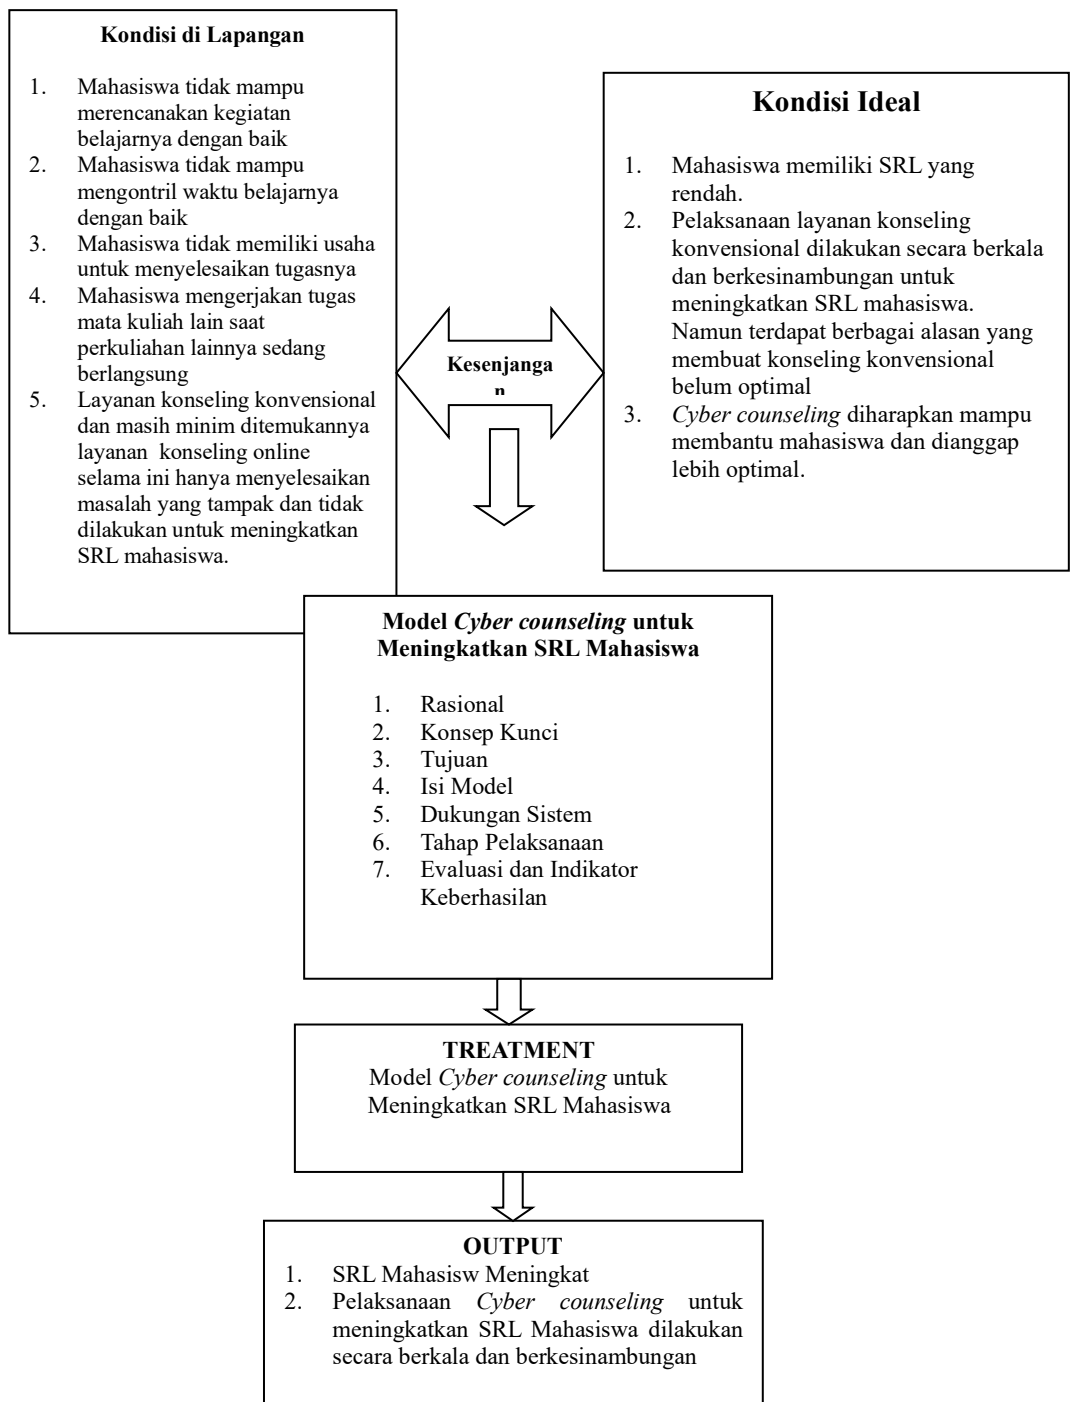 Kondisi di Lapangan
1. Mahasiswa tidak mampu
merencanakan kegiatan
belajarnya dengan baik
2. Mahasiswa tidak mampu
mengontril waktu belajarnya
dengan baik
3. Mahasiswa tidak memiliki usaha
untuk menyelesaikan tugasnya
4. Mahasiswa mengerjakan tugas
mata kuliah lain saat
perkuliahan lainnya sedang
berlangsung
5. Layanan konseling konvensional
dan masih minim ditemukannya
layanan konseling online
selama ini hanya menyelesaikan
masalah yang tampak dan tidak
dilakukan untuk meningkatkan
SRL mahasiswa.
Kesenjanga
n
Kondisi Ideal
1. Mahasiswa memiliki SRL yang
rendah.
2. Pelaksanaan layanan konseling
konvensional dilakukan secara berkala
dan berkesinambungan untuk
meningkatkan SRL mahasiswa.
Namun terdapat berbagai alasan yang
membuat konseling konvensional
belum optimal
3. Cyber counseling diharapkan mampu
membantu mahasiswa dan dianggap
lebih optimal.
Model Cyber counseling untuk
Meningkatkan SRL Mahasiswa
1. Rasional
2. Konsep Kunci
3. Tujuan
4. Isi Model
5. Dukungan Sistem
6. Tahap Pelaksanaan
7. Evaluasi dan Indikator
Keberhasilan
TREATMENT
Model Cyber counseling untuk
Meningkatkan SRL Mahasiswa
OUTPUT
1. SRL Mahasisw Meningkat
2. Pelaksanaan Cyber counseling untuk
meningkatkan SRL Mahasiswa dilakukan
secara berkala dan berkesinambungan